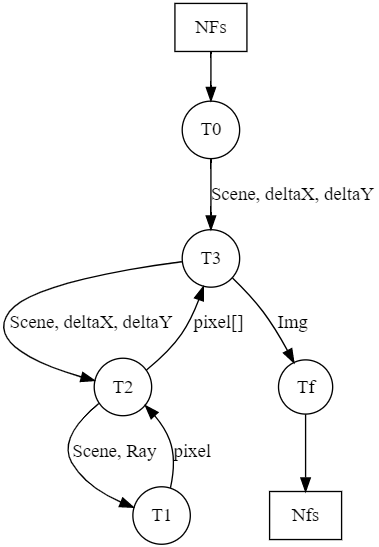 NFs
T0
Scene, deltaX, deltaY
T3
Scene, deltaX, deltaY
pixel[]
Img
T2
Tf
Scene, Ray
pixel
T1
Nfs